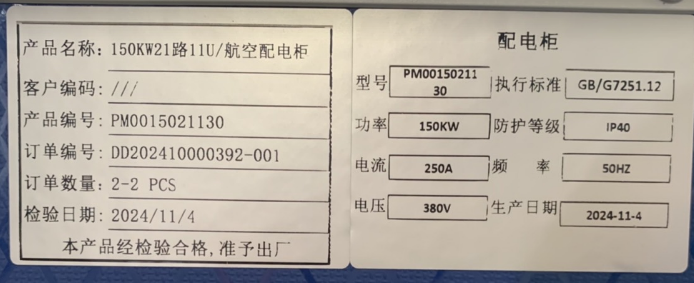 产品名称: 150KW21路11U/航空配电柜
客户编码: ///
产品编号: PM0015021130
订单编号: DD202410000392-001
订单数量: 2-2 PCS
检验日期: 2024/11/4
本产品经检验合格,准予出厂
配电柜
型号 PM0015021130 执行标准 GB/G7251.12
功率 150KW 防护等级 IP40
电流 250A 频率 50HZ
电压 380V 生产日期 2024-11-4